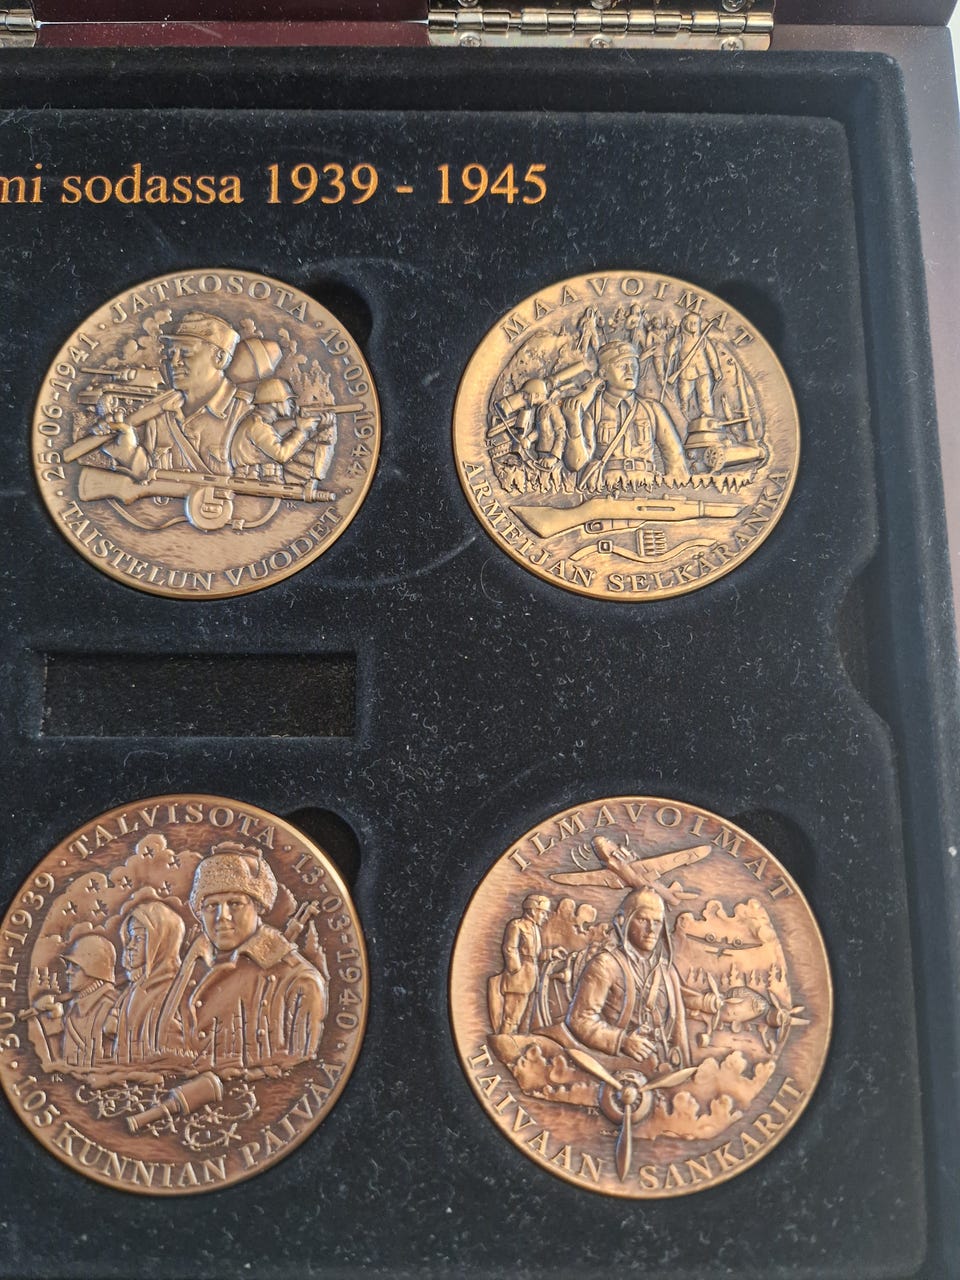 mi sodassa 1939 - 1945
25-06-1941 · JATKOSOTA · 19-09-1944 ·
TAISTELUN VUODET
MAAVOIMAT
ARMEIJAN SELKÄRANKA
30-11-1939 · TALVISOTA · 13-03-1940 ·
105 KUNNIAN PÄIVÄÄ
ILMAVOIMAT
TAIVAAN SANKARIT